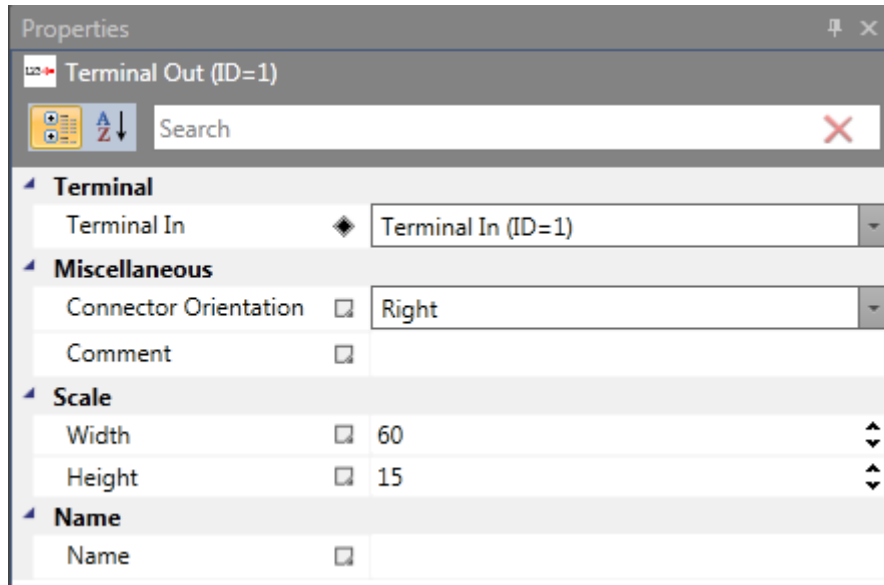 Properties
123 Terminal Out (ID=1)
A Z Search
Terminal
Terminal In Terminal In (ID=1)
Miscellaneous
Connector Orientation Right
Comment
Scale
Width 60
Height 15
Name
Name